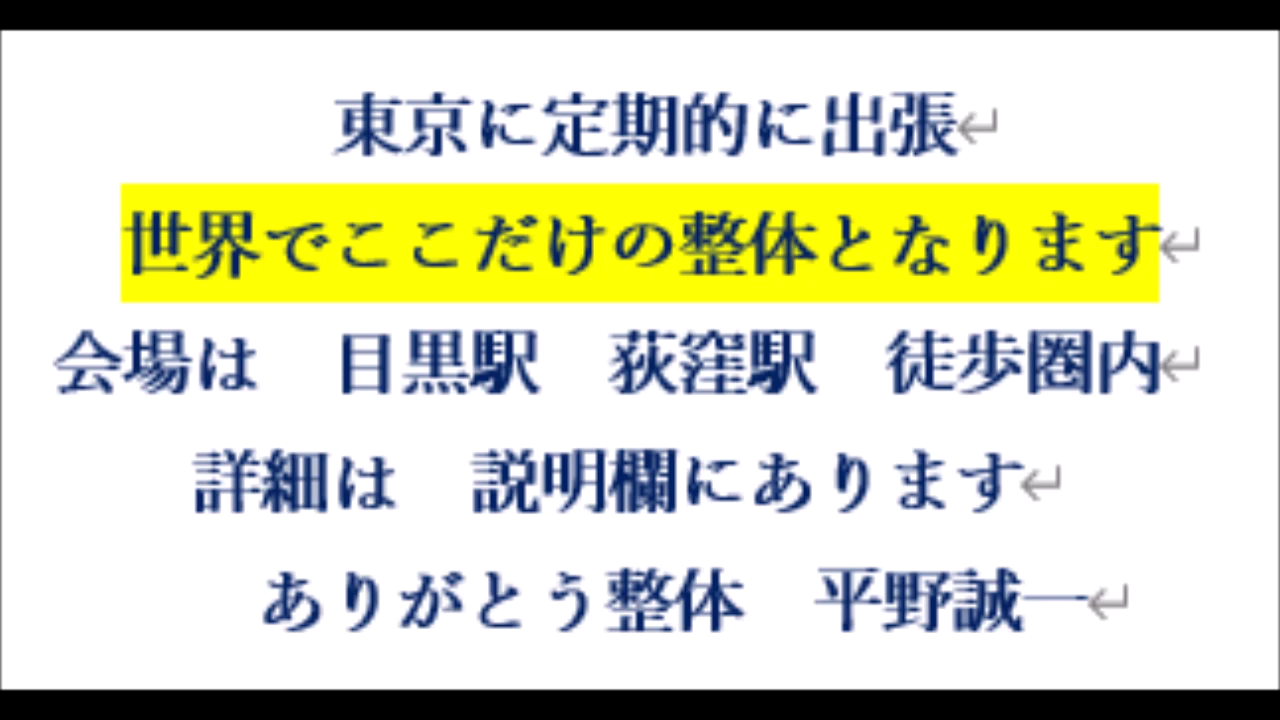 東京に定期的に出張
世界でここだけの整体となります
会場は　目黒駅　荻窪駅　徒歩圏内
詳細は　説明欄にあります
ありがとう整体　平野誠一